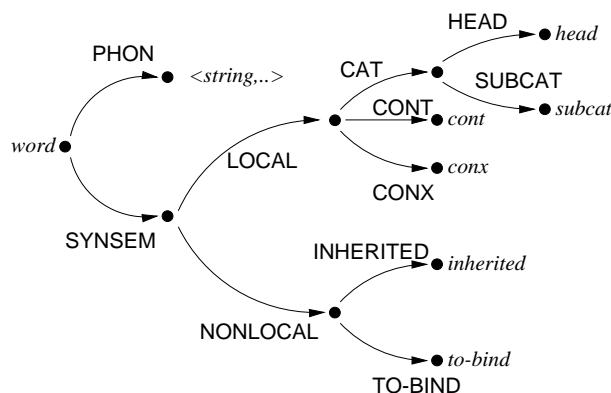 HEAD
PHON
head
<string,..>
CAT
SUBCAT
CONT
subcat
cont
word
LOCAL
conx
CONX
SYNSEM
INHERITED
inherited
NONLOCAL
to-bind
TO-BIND